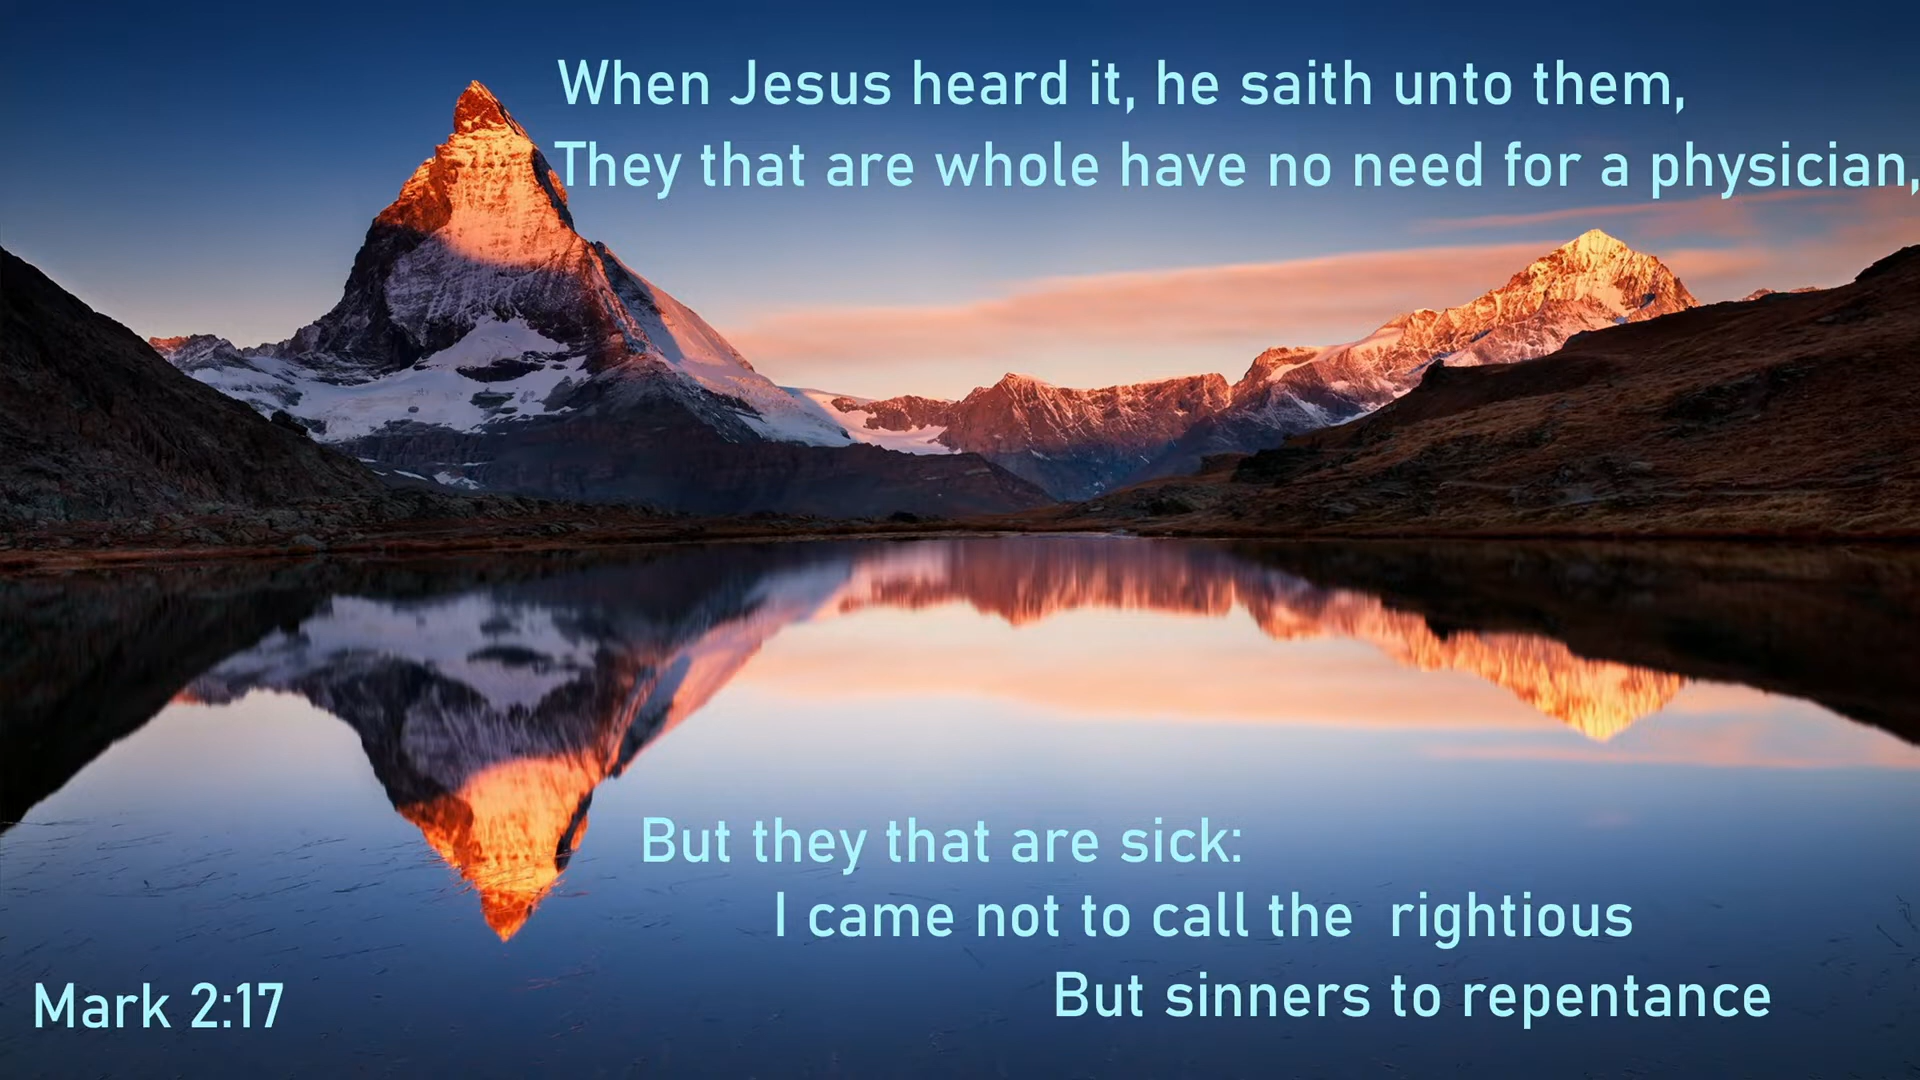 When Jesus heard it, he saith unto them,
They that are whole have no need for a physician,
But they that are sick:
I came not to call the  rightious
But sinners to repentance
Mark 2:17